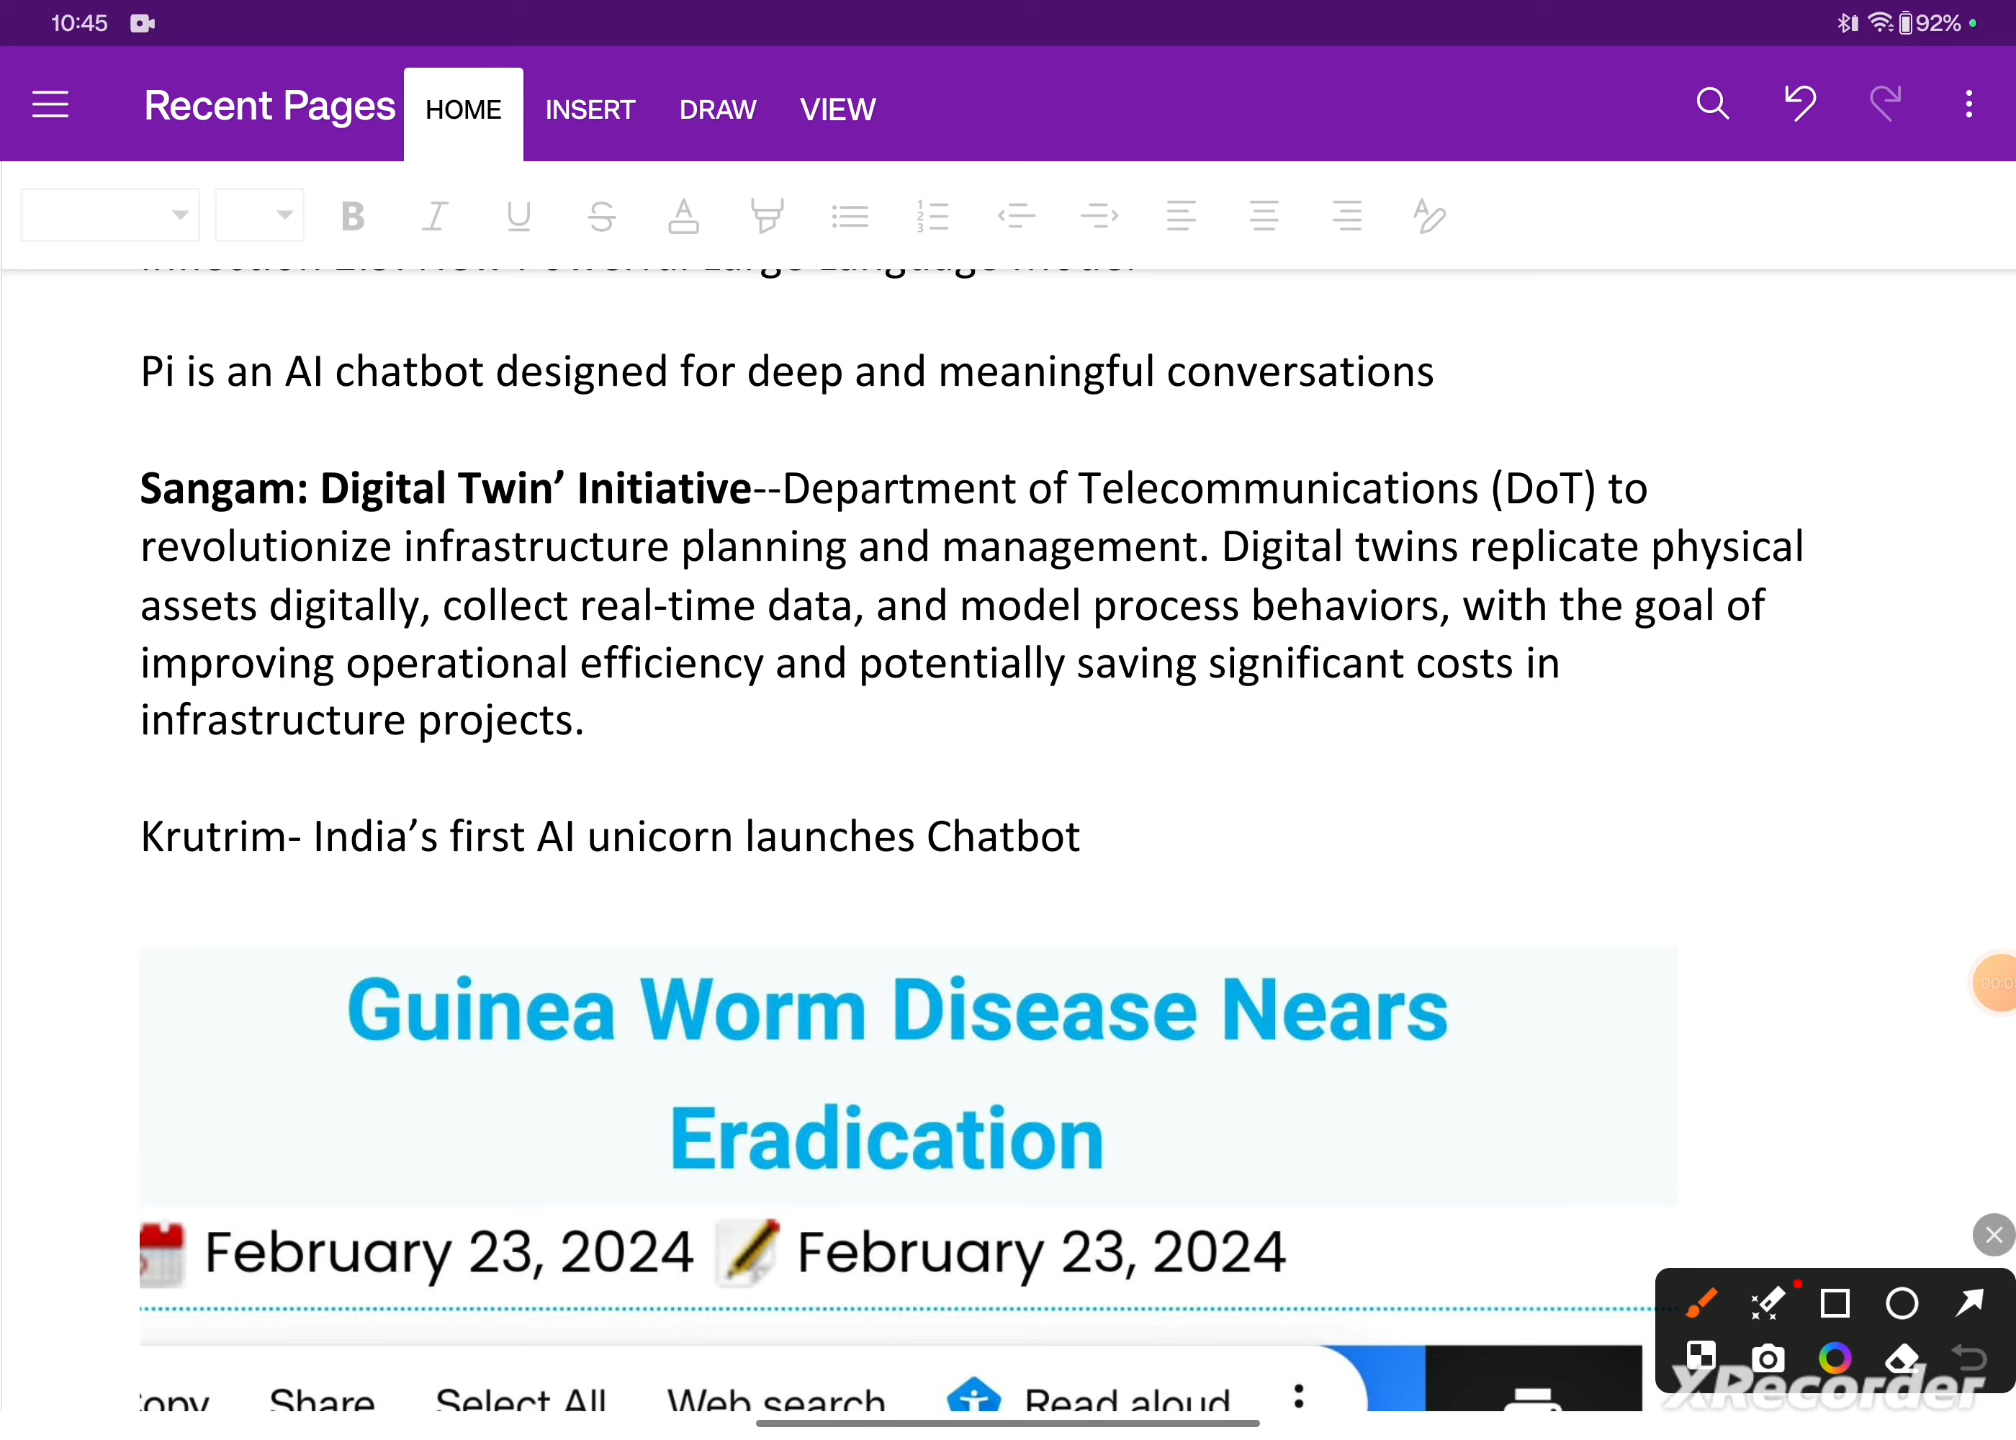 10:45
92%
Recent Pages HOME INSERT DRAW VIEW
B I U S A
Large Language Model
Pi is an AI chatbot designed for deep and meaningful conversations
Sangam: Digital Twin’ Initiative--Department of Telecommunications (DoT) to
revolutionize infrastructure planning and management. Digital twins replicate physical
assets digitally, collect real-time data, and model process behaviors, with the goal of
improving operational efficiency and potentially saving significant costs in
infrastructure projects.
Krutrim- India’s first AI unicorn launches Chatbot
Guinea Worm Disease Nears
Eradication
February 23, 2024 February 23, 2024
Share Select All Web search Read aloud
XRecorder